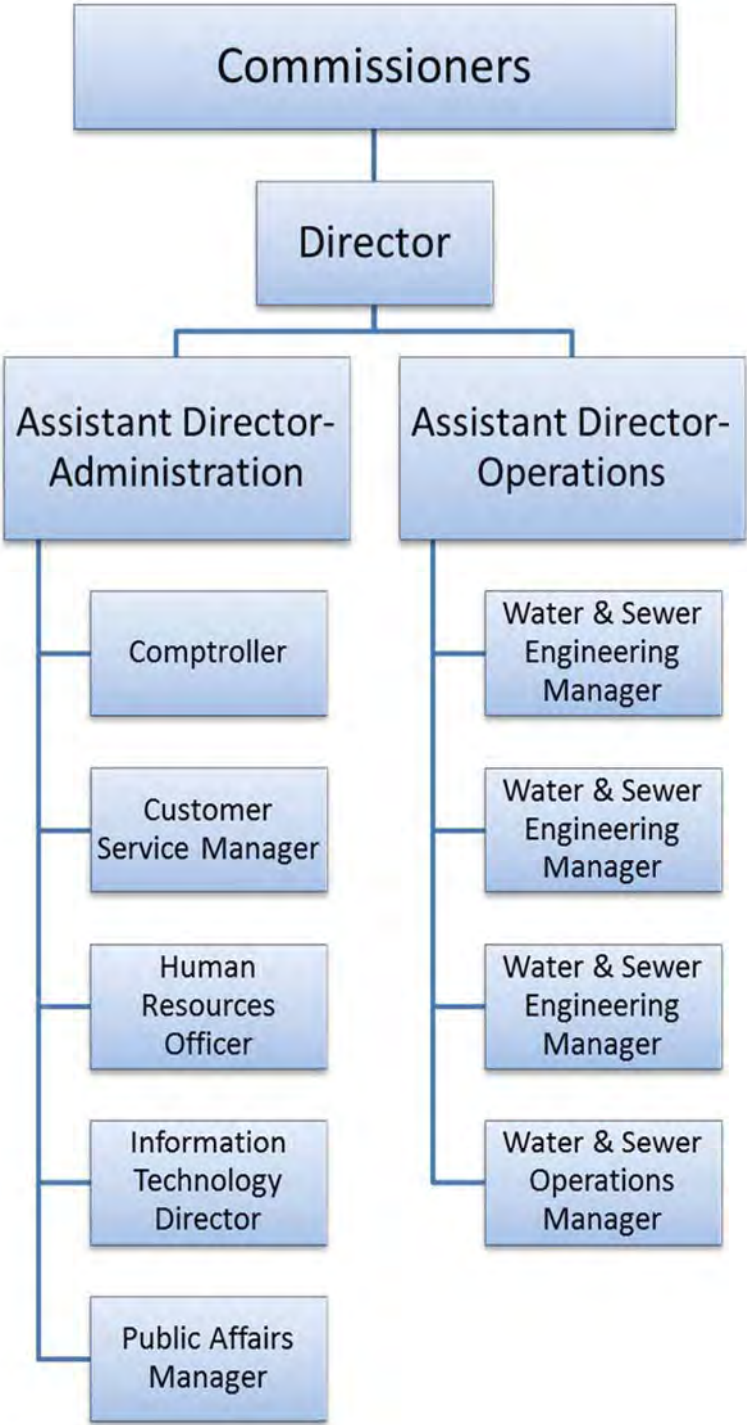 Commissioners
Director
Assistant Director-
Administration
Comptroller
Customer
Service Manager
Human
Resources
Officer
Information
Technology
Director
Public Affairs
Manager
Assistant Director-
Operations
Water & Sewer
Engineering
Manager
Water & Sewer
Engineering
Manager
Water & Sewer
Engineering
Manager
Water & Sewer
Operations
Manager